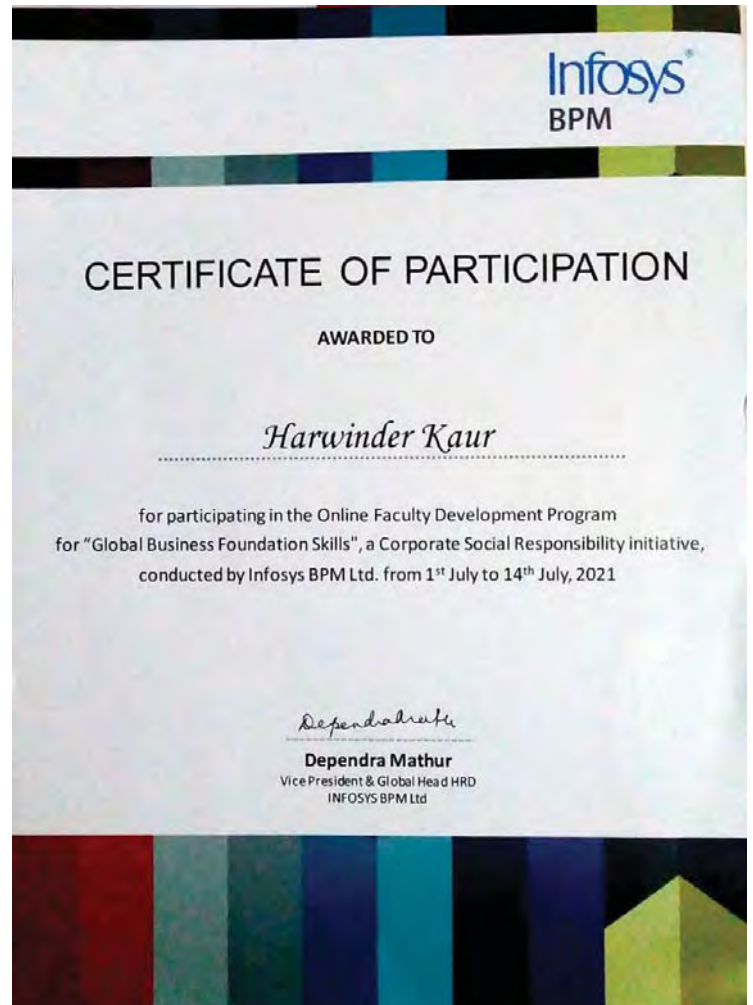 Infosys®
BPM
CERTIFICATE OF PARTICIPATION
AWARDED TO
Harwinder Kaur
for participating in the Online Faculty Development Program
for “Global Business Foundation Skills", a Corporate Social Responsibility initiative,
conducted by Infosys BPM Ltd. from 1st July to 14th July, 2021
Dependra Mathur
Vice President & Global Head HRD
INFOSYS BPM Ltd